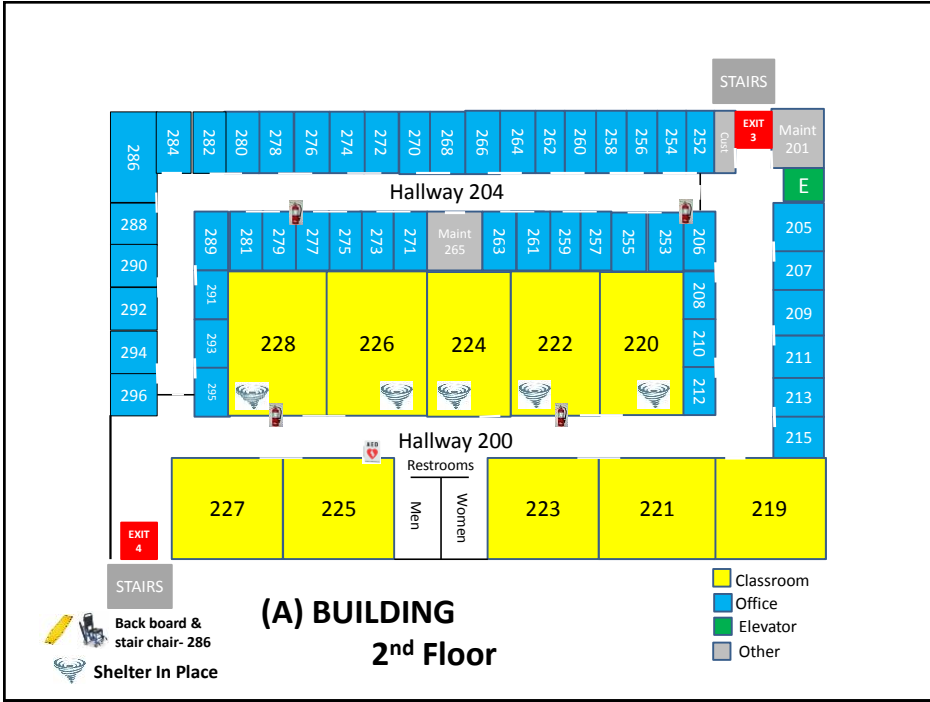 STAIRS
286
284
282
280
278
276
274
272
270
268
266
264
262
260
258
256
254
252
Cust
EXIT
3
Maint
201
E
Hallway 204
288
290
292
294
296
289
281
279
277
275
273
271
Maint
265
263
261
259
257
255
253
206
205
207
209
211
213
215
291
293
295
228
226
224
222
220
208
210
212
Hallway 200
AED
Restrooms
227
225
Men
Women
223
221
219
EXIT
4
STAIRS
Back board &
stair chair- 286
Shelter In Place
(A) BUILDING
2nd Floor
Classroom
Office
Elevator
Other